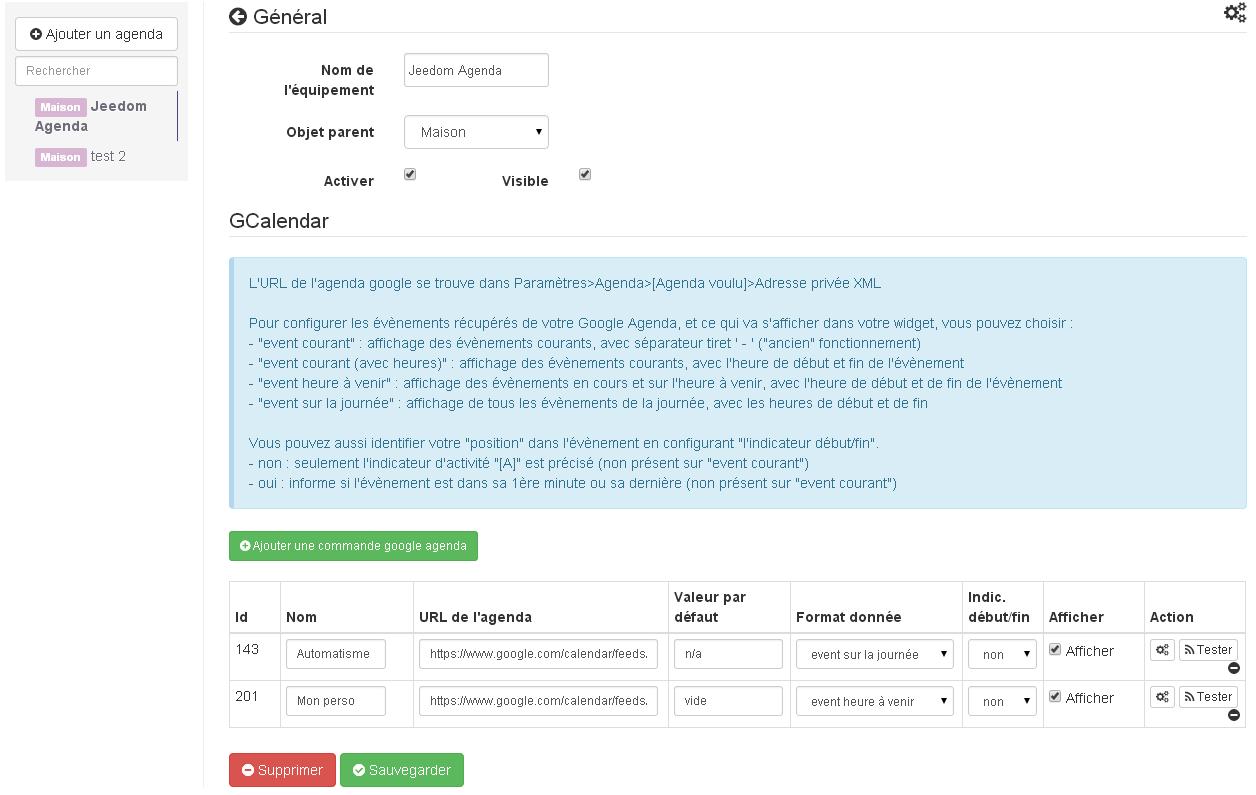 Ajouter un agenda
Rechercher
Maison Jeedom
Agenda
Maison test 2
Général
Nom de
l'équipement
Jeedom Agenda
Objet parent
Maison
Activer
Visible
GCalendar
L'URL de l'agenda google se trouve dans Paramètres>Agenda>[Agenda voulu]>Adresse privée XML
Pour configurer les évènements récupérés de votre Google Agenda, et ce qui va s'afficher dans votre widget, vous pouvez choisir :
- "event courant" : affichage des évènements courants, avec séparateur tiret ' - ' ("ancien" fonctionnement)
- "event courant (avec heures)" : affichage des évènements courants, avec l'heure de début et fin de l'évènement
- "event heure à venir" : affichage des évènements en cours et sur l'heure à venir, avec l'heure de début et de fin de l'évènement
- "event sur la journée" : affichage de tous les évènements de la journée, avec les heures de début et de fin
Vous pouvez aussi identifier votre "position" dans l'évènement en configurant "l'indicateur début/fin".
- non : seulement l'indicateur d'activité "[A]" est précisé (non présent sur "event courant")
- oui : informe si l'évènement est dans sa 1ère minute ou sa dernière (non présent sur "event courant")
Ajouter une commande google agenda
Id Nom URL de l'agenda Valeur par défaut Format donnée Indic. début/fin Afficher Action
143 Automatisme https://www.google.com/calendar/feeds. n/a event sur la journée non Afficher Tester
201 Mon perso https://www.google.com/calendar/feeds. vide event heure à venir non Afficher Tester
Supprimer Sauvegarder